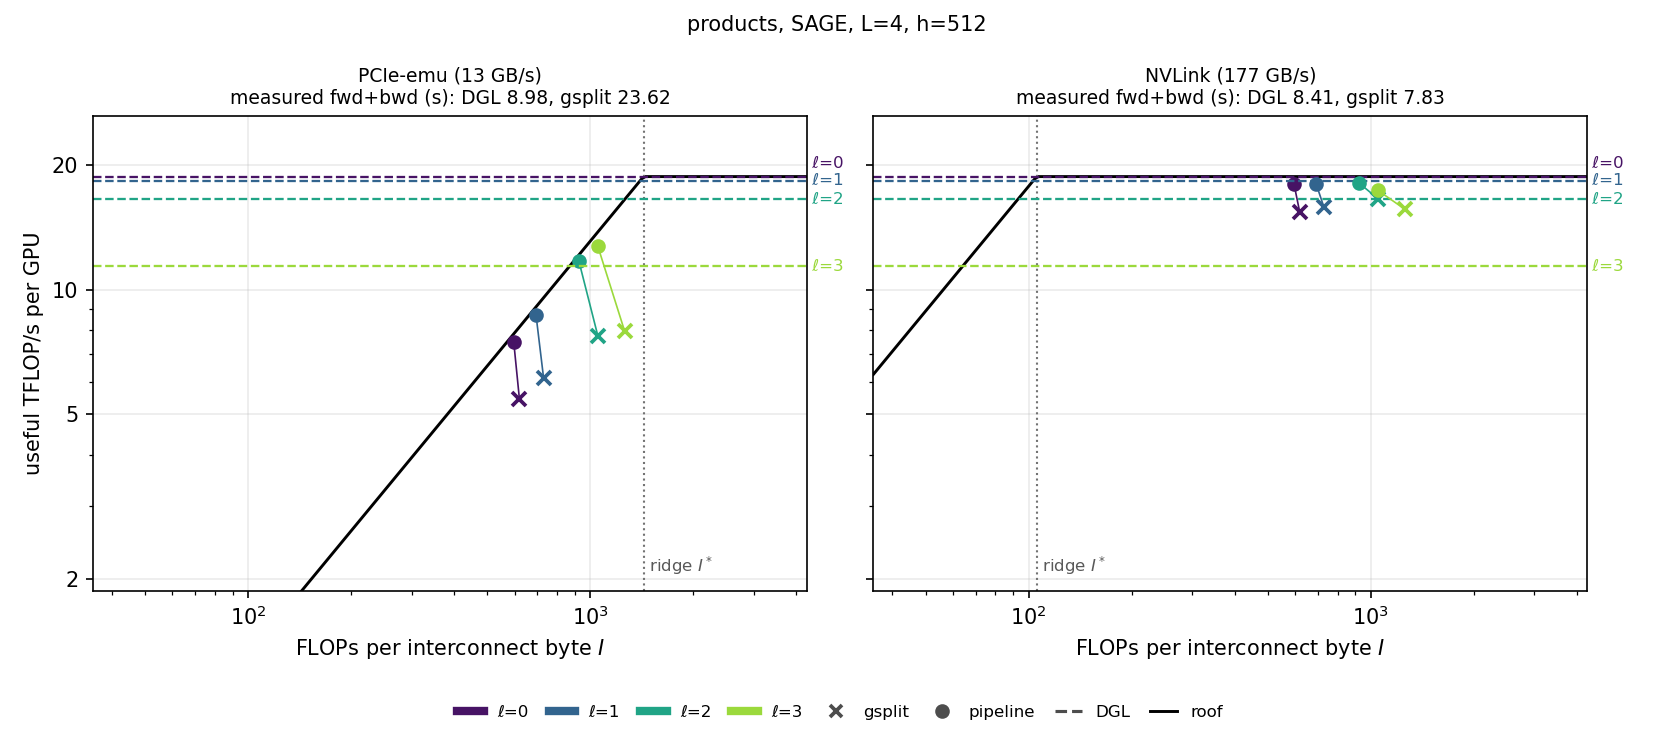 products, SAGE, L=4, h=512
PCIe-emu (13 GB/s)
measured fwd+bwd (s): DGL 8.98, gsplit 23.62
NVLink (177 GB/s)
measured fwd+bwd (s): DGL 8.41, gsplit 7.83
useful TFLOP/s per GPU
20
10
5
2
ℓ=0
ℓ=1
ℓ=2
ℓ=3
ridge I*
10²
10³
FLOPs per interconnect byte I
ℓ=0
ℓ=1
ℓ=2
ℓ=3
ridge I*
10²
10³
FLOPs per interconnect byte I
ℓ=0 ℓ=1 ℓ=2 ℓ=3 gsplit pipeline DGL roof